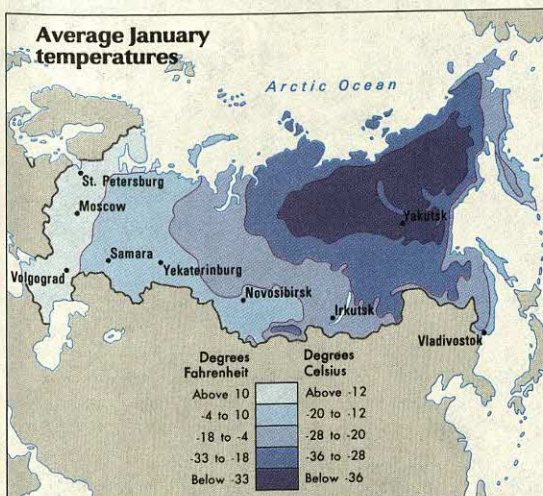 Average January
temperatures
Arctic Ocean
St. Petersburg
Moscow
Yakutsk
Samara
Volgograd
Yekaterinburg
Novosibirsk
Irkutsk
Vladivostok
Degrees
Fahrenheit
Degrees
Celsius
Above 10
Above -12
-4 to 10
-20 to -12
-18 to -4
-28 to -20
-33 to -18
-36 to -28
Below -33
Below -36